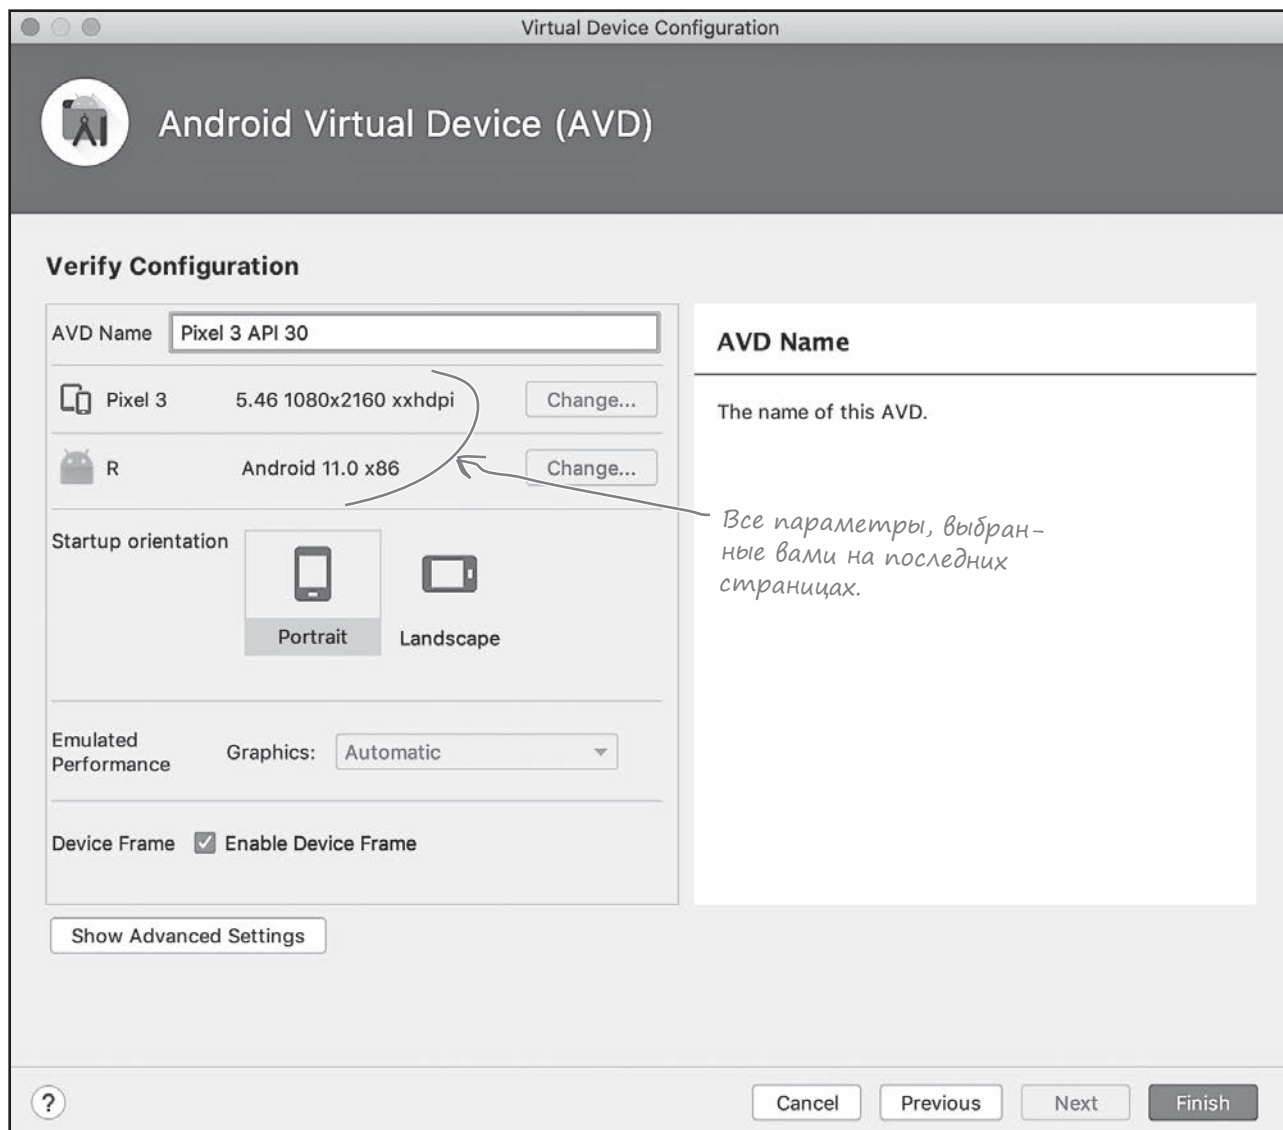 Virtual Device Configuration
Android Virtual Device (AVD)
Verify Configuration
AVD Name
Pixel 3 API 30
Pixel 3
5.46 1080x2160 xxhdpi
Change...
R
Android 11.0 x86
Change...
Startup orientation
Portrait
Landscape
Emulated
Performance
Graphics:
Automatic
Device Frame
Enable Device Frame
Show Advanced Settings
AVD Name
The name of this AVD.
Все параметры, выбран-
ные вами на последних
страницах.
?
Cancel
Previous
Next
Finish